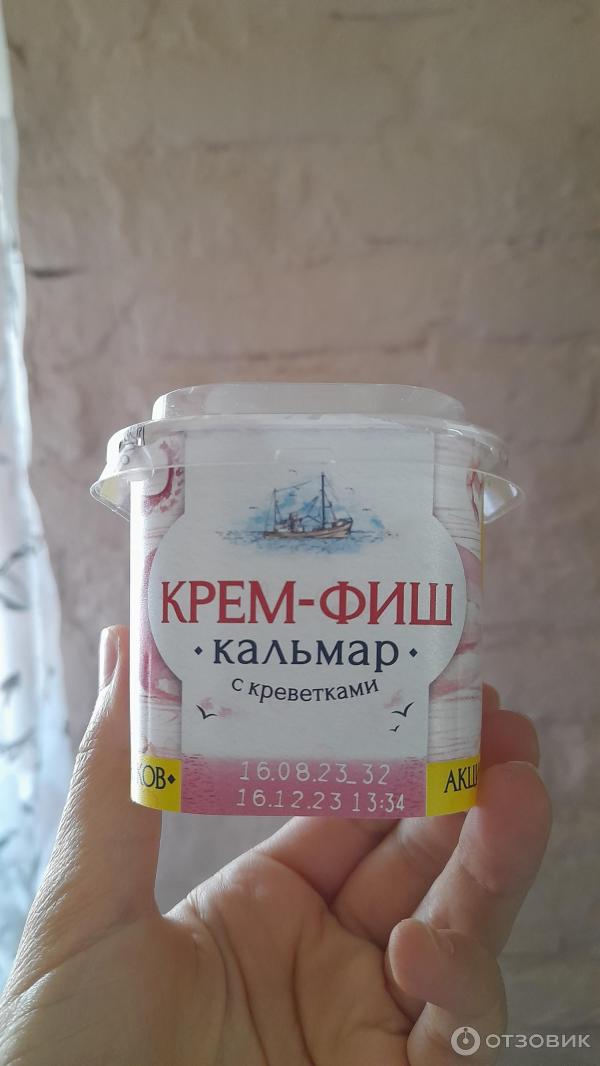 КРЕМ-ФИШ
• кальмар •
с креветками
16.08.23_32
16.12.23 13:34
ОТЗОВИК